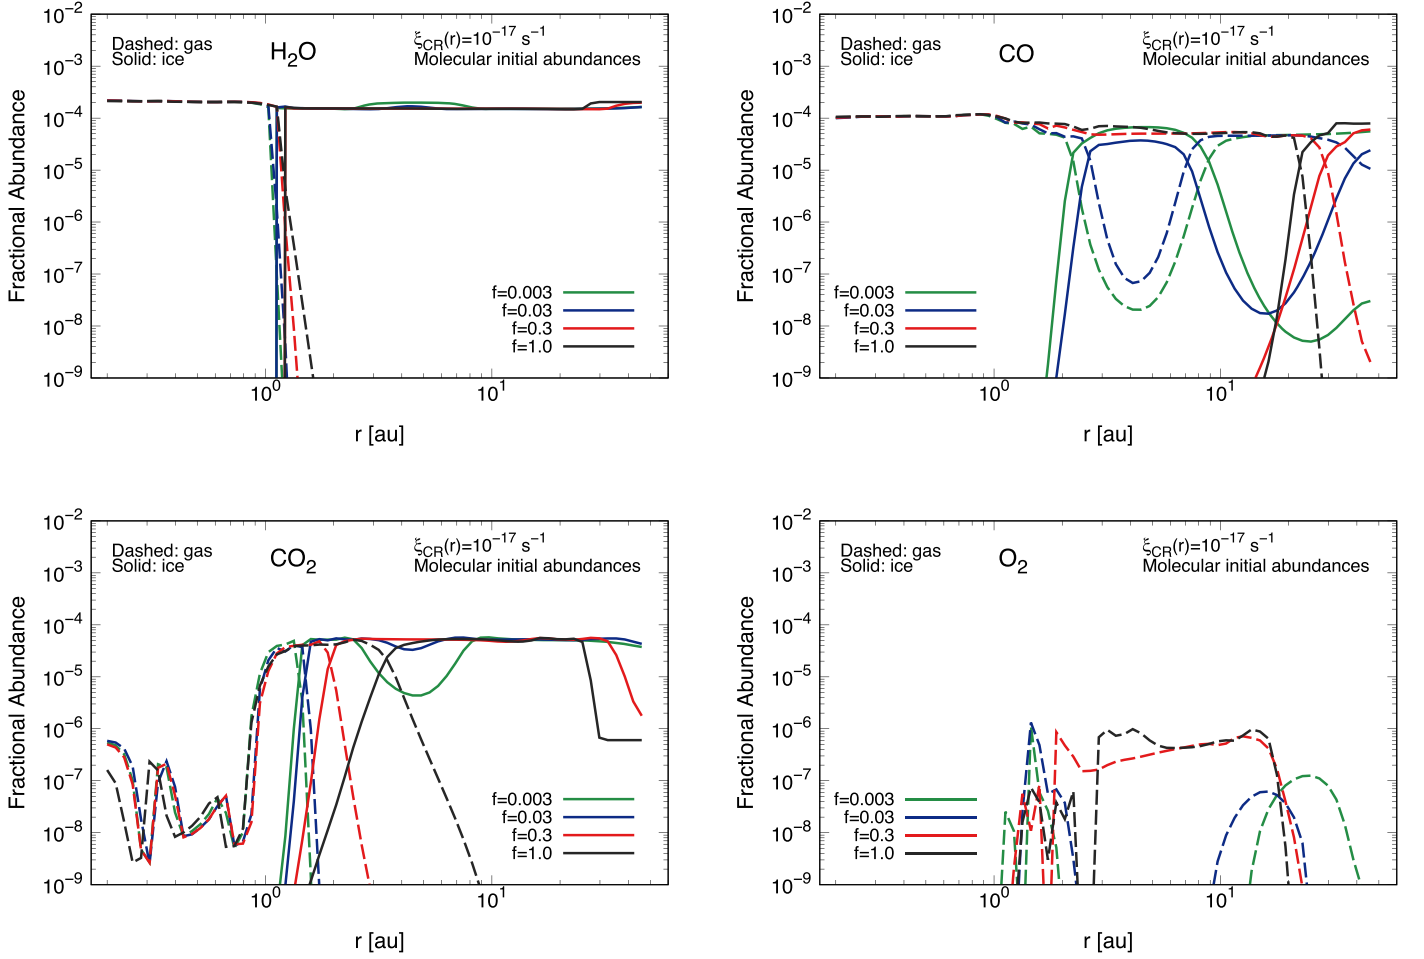 Dashed: gas
Solid: ice
H₂O
ξCR(r)=10⁻¹⁷ s⁻¹
Molecular initial abundances
Fractional Abundance
10⁻²
10⁻³
10⁻⁴
10⁻⁵
10⁻⁶
10⁻⁷
10⁻⁸
10⁻⁹
f=0.003
f=0.03
f=0.3
f=1.0
10⁰
10¹
r [au]
Dashed: gas
Solid: ice
CO
ξCR(r)=10⁻¹⁷ s⁻¹
Molecular initial abundances
Fractional Abundance
10⁻²
10⁻³
10⁻⁴
10⁻⁵
10⁻⁶
10⁻⁷
10⁻⁸
10⁻⁹
f=0.003
f=0.03
f=0.3
f=1.0
10⁰
10¹
r [au]
Dashed: gas
Solid: ice
CO₂
ξCR(r)=10⁻¹⁷ s⁻¹
Molecular initial abundances
Fractional Abundance
10⁻²
10⁻³
10⁻⁴
10⁻⁵
10⁻⁶
10⁻⁷
10⁻⁸
10⁻⁹
f=0.003
f=0.03
f=0.3
f=1.0
10⁰
10¹
r [au]
Dashed: gas
Solid: ice
O₂
ξCR(r)=10⁻¹⁷ s⁻¹
Molecular initial abundances
Fractional Abundance
10⁻²
10⁻³
10⁻⁴
10⁻⁵
10⁻⁶
10⁻⁷
10⁻⁸
10⁻⁹
f=0.003
f=0.03
f=0.3
f=1.0
10⁰
10¹
r [au]